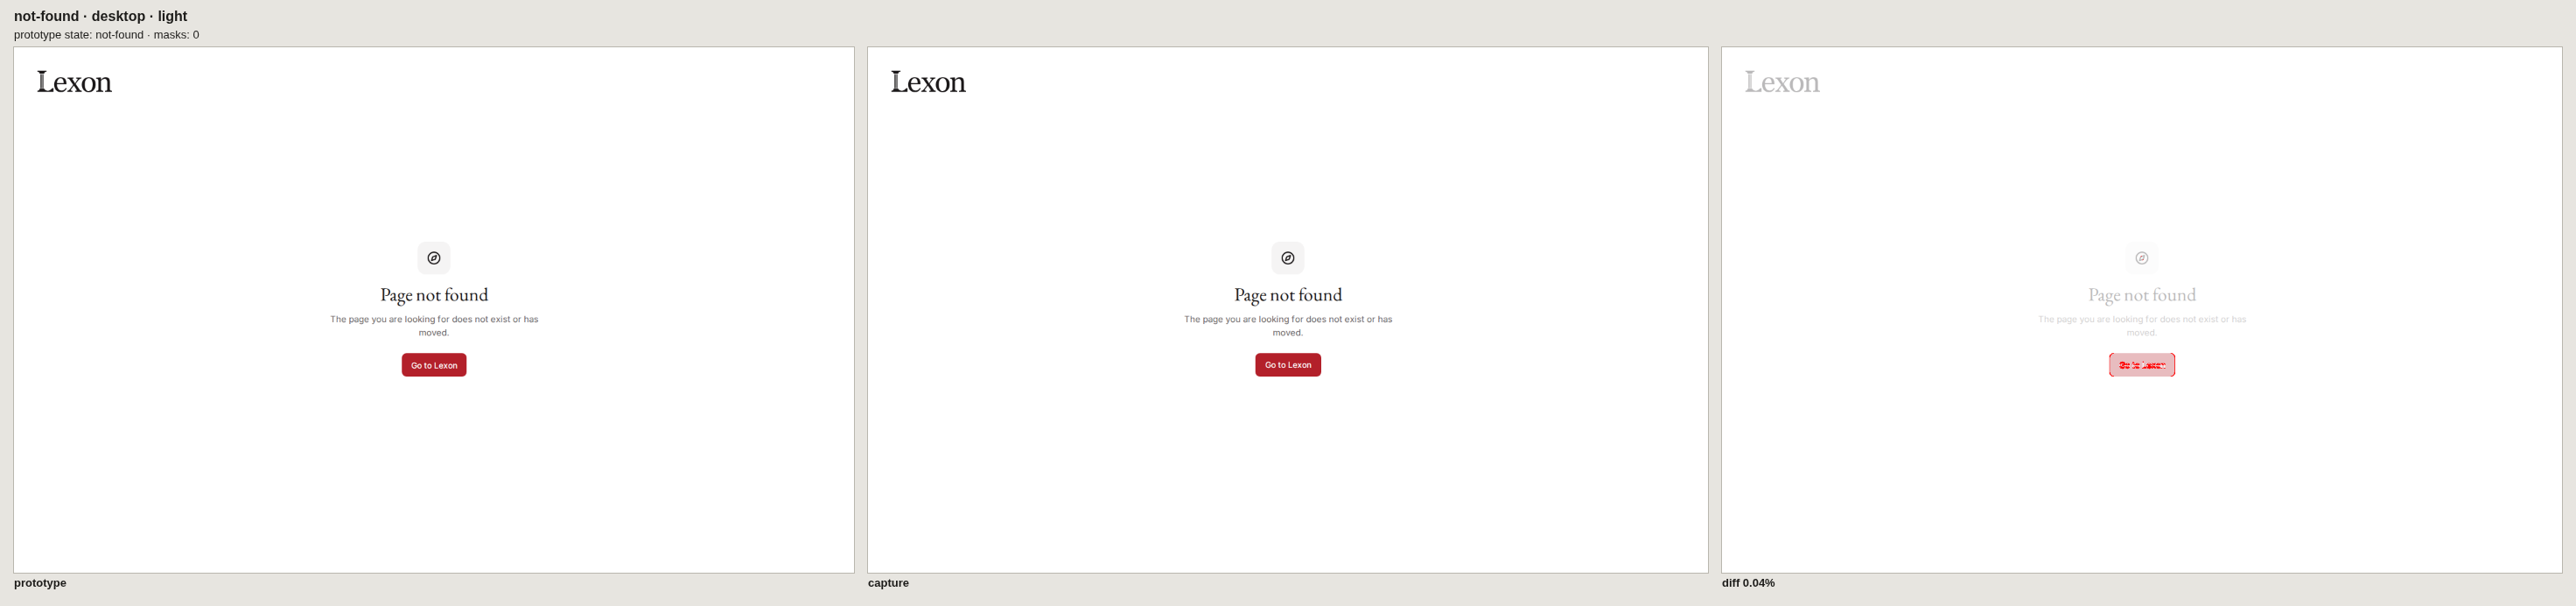 not-found · desktop · light
prototype state: not-found · masks: 0
Lexon
Page not found
The page you are looking for does not exist or has
moved.
Go to Lexon
prototype
Lexon
Page not found
The page you are looking for does not exist or has
moved.
Go to Lexon
capture
Lexon
Page not found
The page you are looking for does not exist or has
moved.
Go to Lexon
diff 0.04%